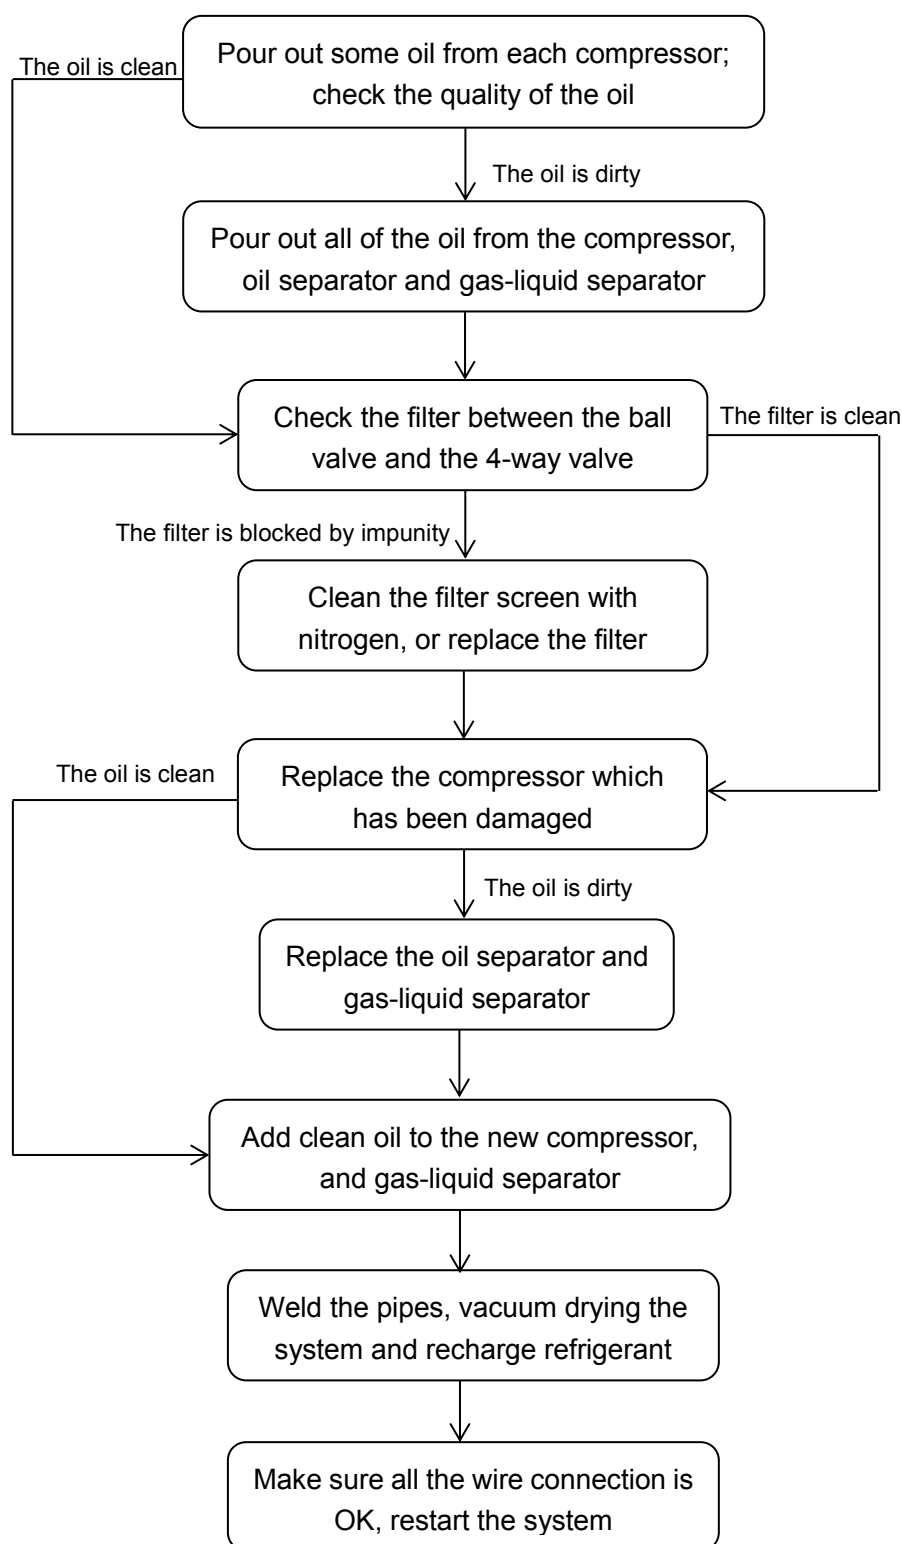 Pour out some oil from each compressor;
check the quality of the oil
The oil is clean
The oil is dirty
Pour out all of the oil from the compressor,
oil separator and gas-liquid separator
Check the filter between the ball
valve and the 4-way valve
The filter is clean
The filter is blocked by impunity
Clean the filter screen with
nitrogen, or replace the filter
Replace the compressor which
has been damaged
The oil is clean
The oil is dirty
Replace the oil separator and
gas-liquid separator
Add clean oil to the new compressor,
and gas-liquid separator
Weld the pipes, vacuum drying the
system and recharge refrigerant
Make sure all the wire connection is
OK, restart the system